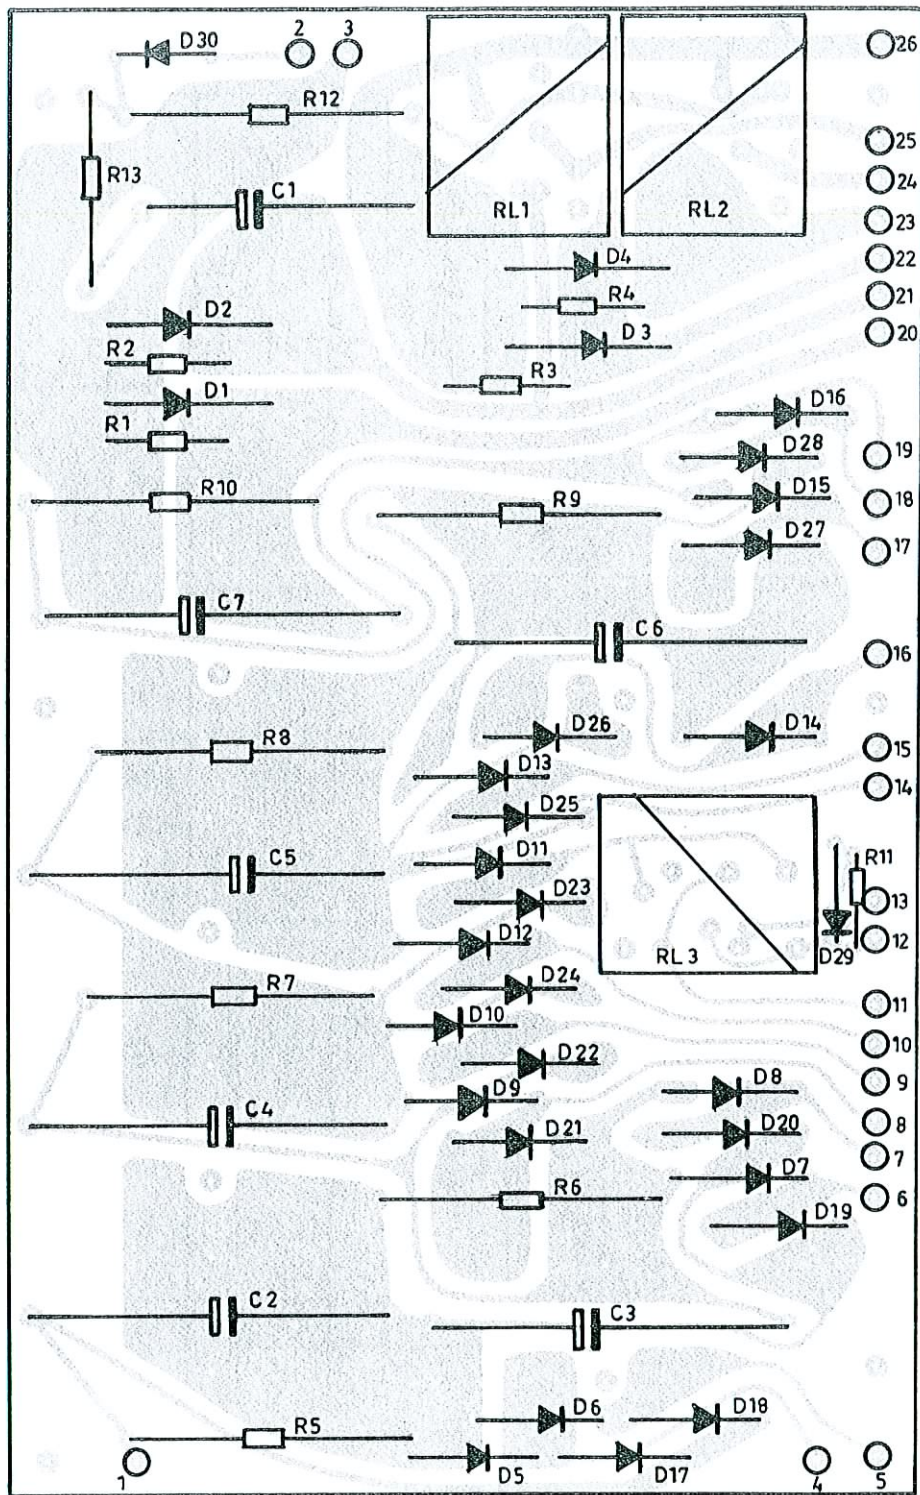 D30 2 3 26
R12
25
R13 24
C1 RL1 RL2 23
D4 22
R4 21
D2 D3 20
R2 R3
D1 D16
R1 D28 19
R10 R9 D15 18
D27 17
C7 C6 16
R8 D26 D14 15
D13 14
D25
C5 D11 R11
D23 13
D12 RL3 D29 12
R7 D24 11
D10 10
D22 9
D9 D8
C4 D21 D20 8
7
R6 D7 6
D19
C2 C3
D6 D18
R5
1 D5 D17 4 5